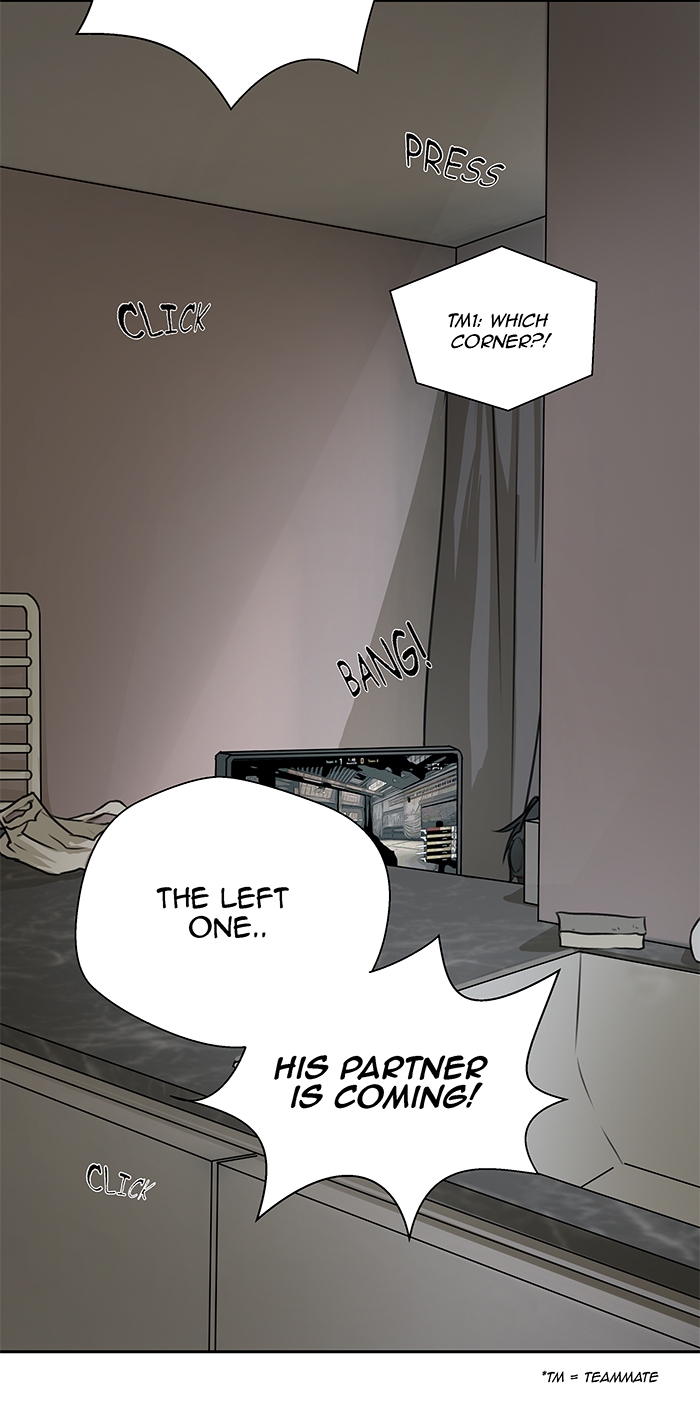 PRESS
CLICK
TM1: WHICH
CORNER?!
BANG!
THE LEFT
ONE..
HIS PARTNER
IS COMING!
CLICK
*TM = TEAMMATE